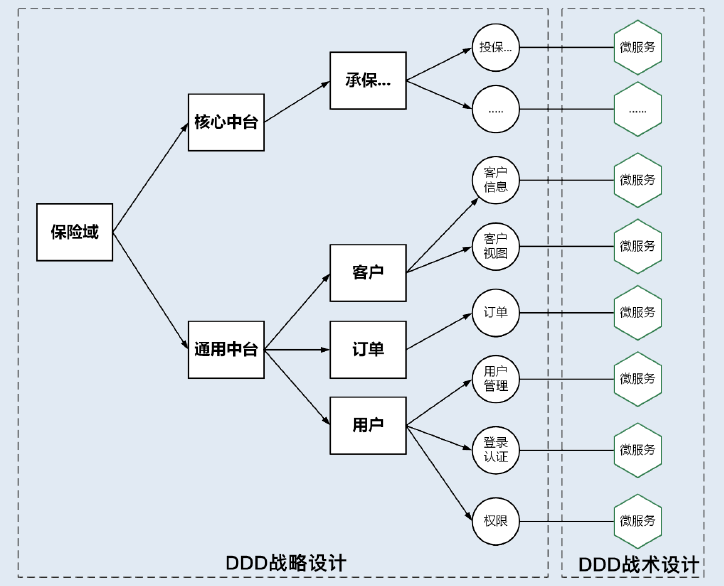 投保...
微服务
承保...
.....
......
核心中台
客户
信息
微服务
保险域
客户
视图
微服务
客户
订单
微服务
通用中台
订单
用户
管理
微服务
用户
登录
认证
微服务
权限
微服务
DDD战略设计
DDD战术设计